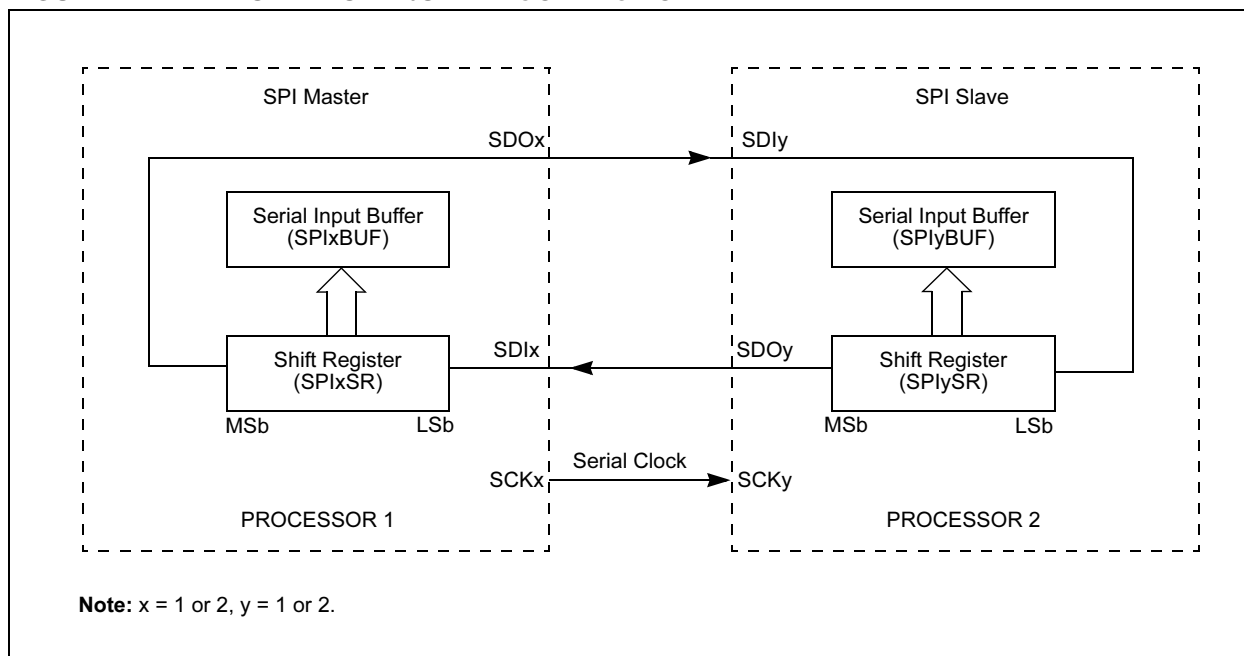 SPI Master
SPI Slave
SDOx
SDIy
Serial Input Buffer
(SPIxBUF)
Serial Input Buffer
(SPIyBUF)
Shift Register
(SPIxSR)
SDIx
SDOy
Shift Register
(SPIySR)
MSb
LSb
MSb
LSb
Serial Clock
SCKx
SCKy
PROCESSOR 1
PROCESSOR 2
Note: x = 1 or 2, y = 1 or 2.